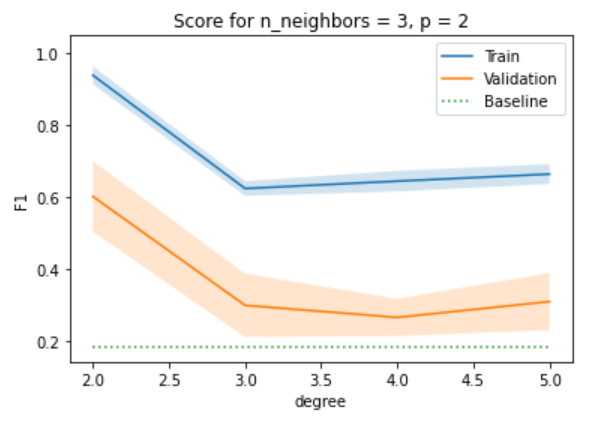 Score for n_neighbors = 3, p = 2
1.0
0.8
0.6
0.4
0.2
F1
Train
Validation
Baseline
2.0 2.5 3.0 3.5 4.0 4.5 5.0
degree